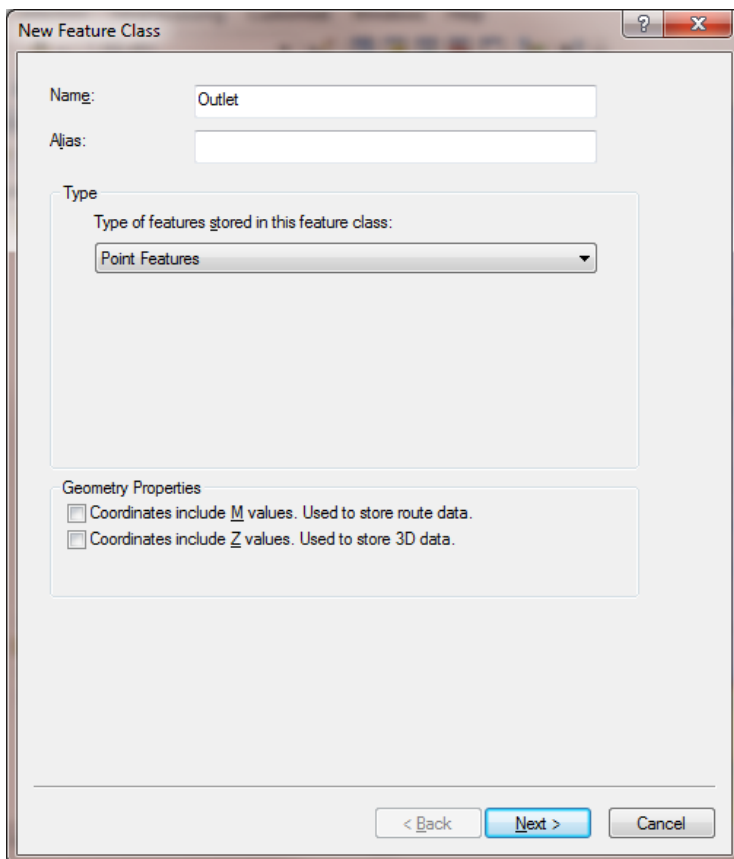 New Feature Class
Name:
Outlet
Alias:
Type
Type of features stored in this feature class:
Point Features
Geometry Properties
Coordinates include M values. Used to store route data.
Coordinates include Z values. Used to store 3D data.
< Back
Next >
Cancel